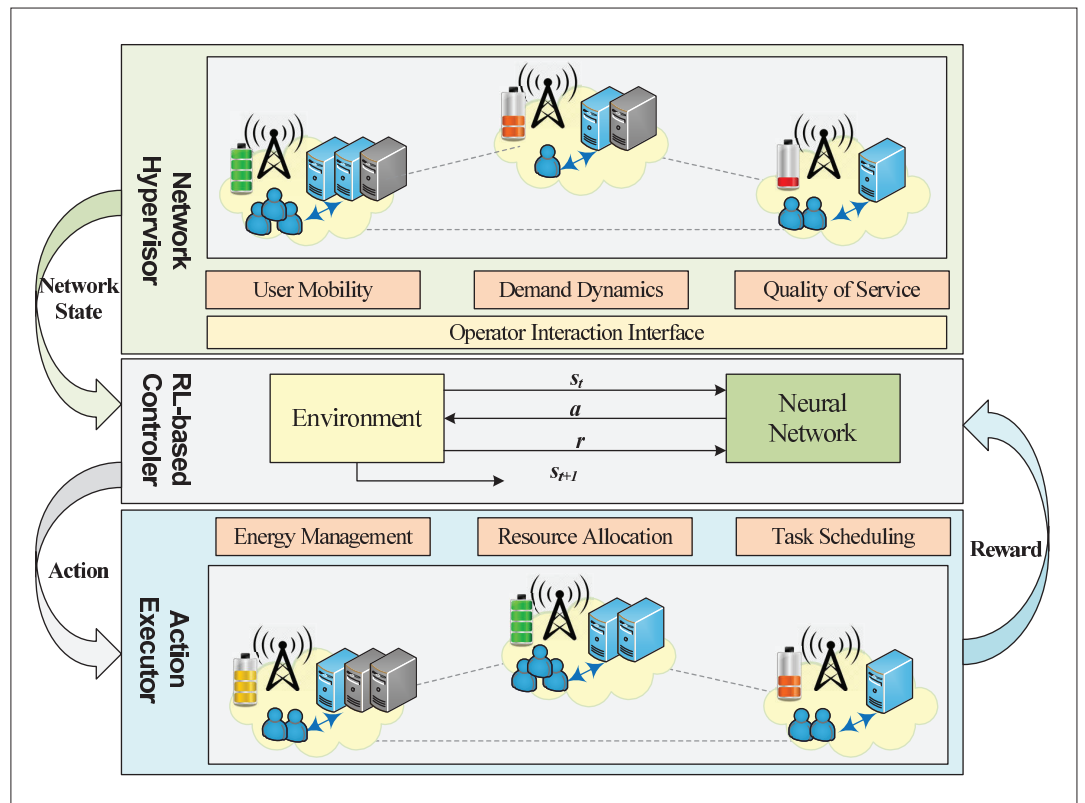 Network
Hypervisor
User Mobility
Demand Dynamics
Quality of Service
Operator Interaction Interface
Network
State
RL-based
Controler
Environment
s_t
a
r
s_{t+1}
Neural
Network
Action
Reward
Action
Executor
Energy Management
Resource Allocation
Task Scheduling